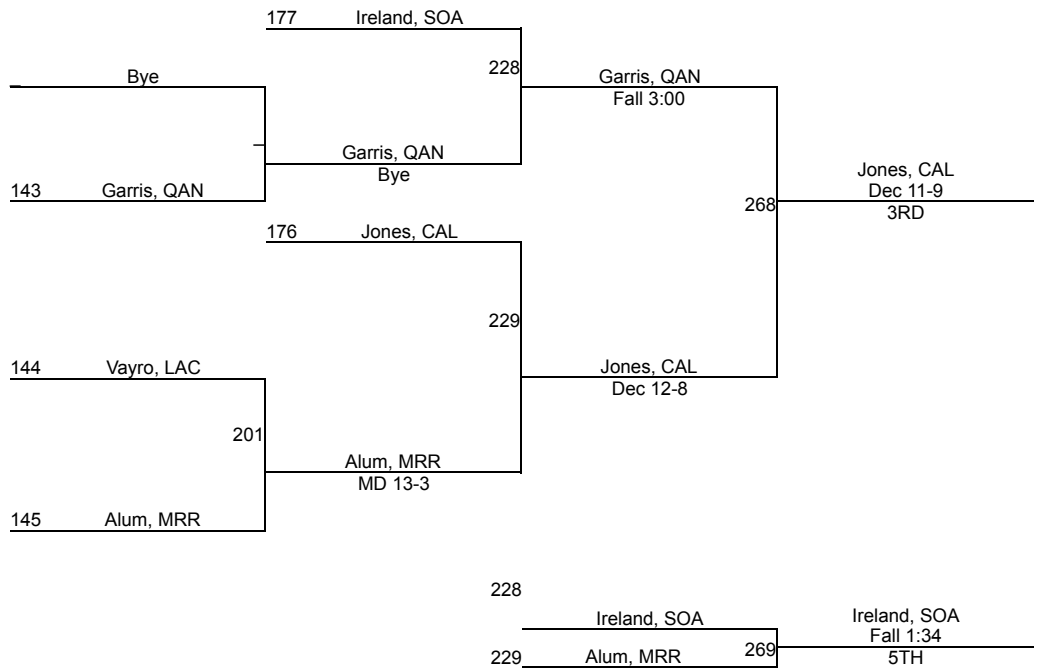 177 Ireland, SOA
228
Bye
Garris, QAN
Fall 3:00
Garris, QAN
Bye
143 Garris, QAN
Jones, CAL
Dec 11-9
3RD
268
176 Jones, CAL
229
144 Vayro, LAC
Jones, CAL
Dec 12-8
201
Alum, MRR
MD 13-3
145 Alum, MRR
228
Ireland, SOA
229 Alum, MRR
269
Ireland, SOA
Fall 1:34
5TH